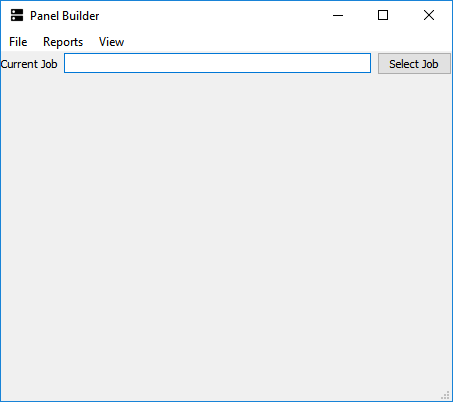 Panel Builder
File Reports View
Current Job Select Job